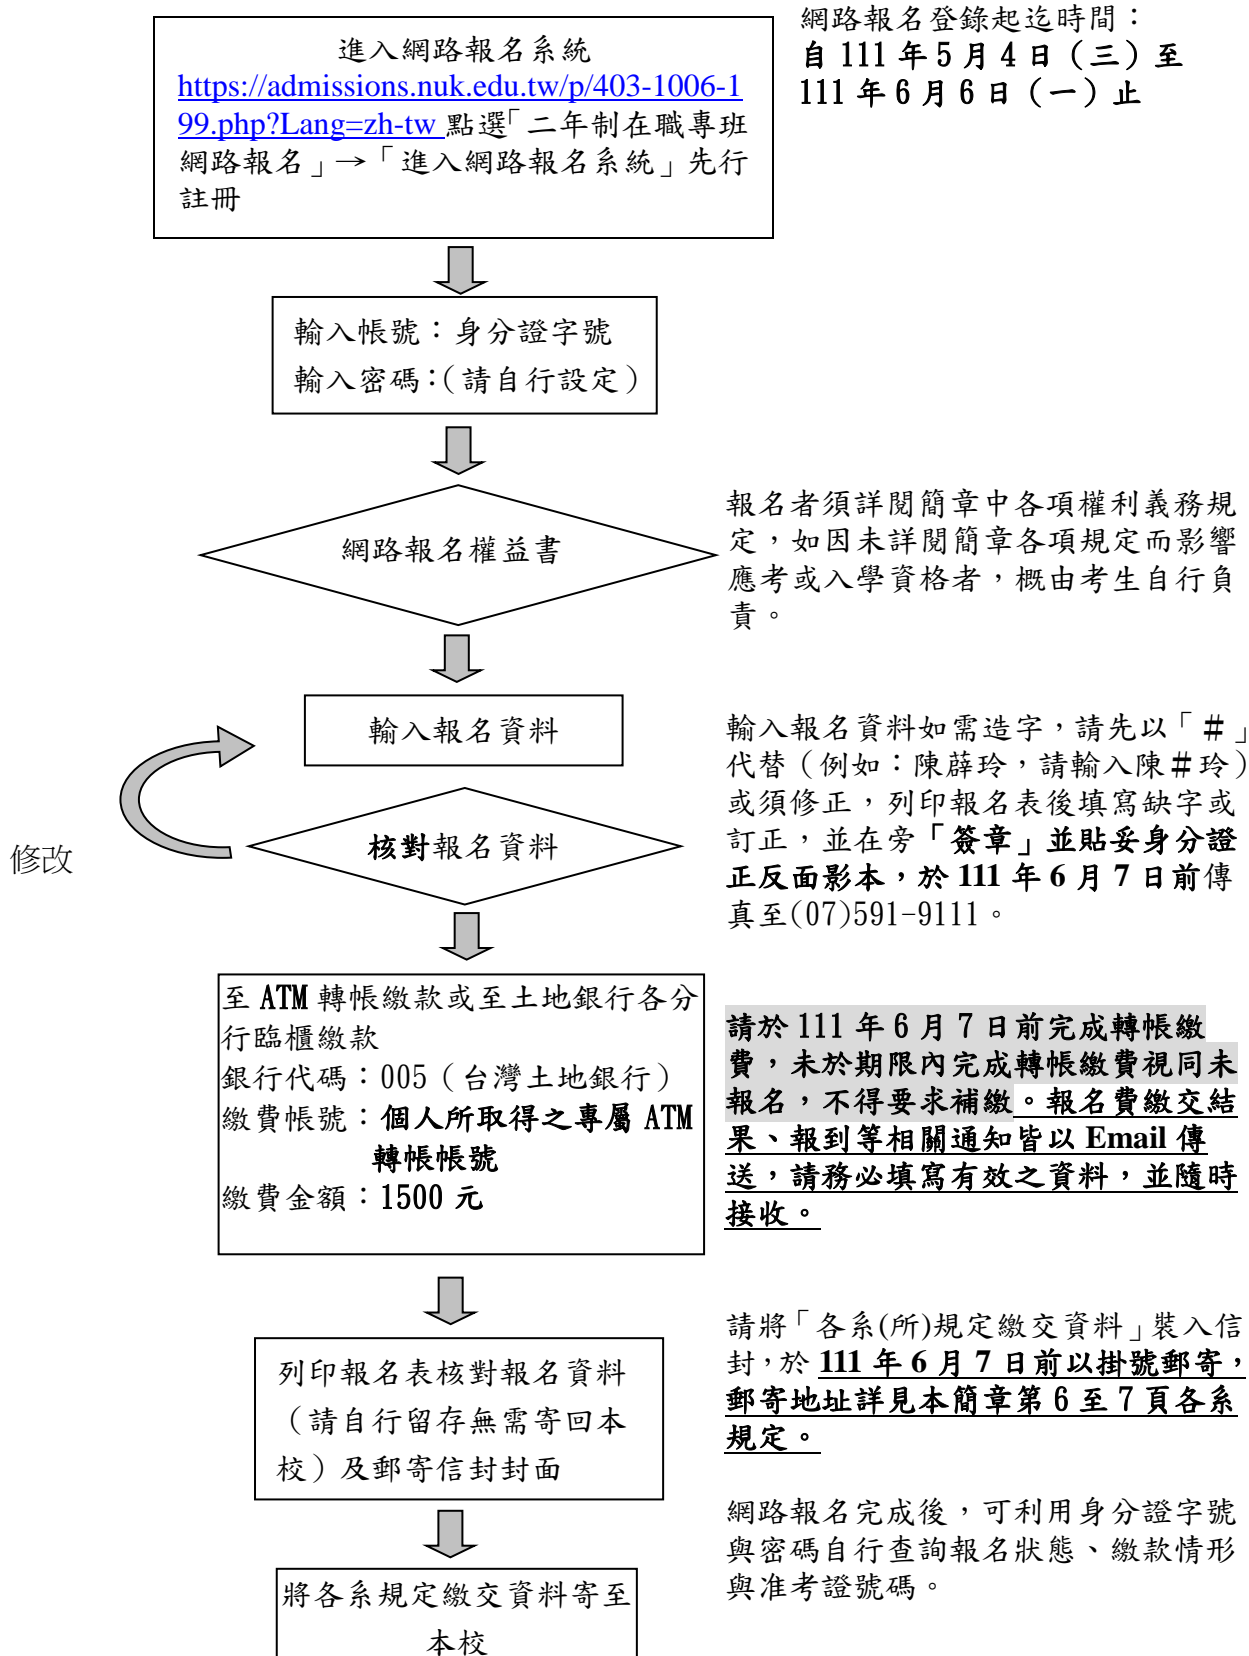 網路報名登錄起迄時間：
自 111 年 5 月 4 日（三）至
111 年 6 月 6 日（一）止
進入網路報名系統
https://admissions.nuk.edu.tw/p/403-1006-1
99.php?Lang=zh-tw 點選「二年制在職專班
網路報名」→「進入網路報名系統」先行
註冊
輸入帳號：身分證字號
輸入密碼：（請自行設定）
網路報名權益書
報名者須詳閱簡章中各項權利義務規
定，如因未詳閱簡章各項規定而影響
應考或入學資格者，概由考生自行負
責。
輸入報名資料
輸入報名資料如需造字，請先以「＃」
代替（例如：陳薛玲，請輸入陳＃玲）
或須修正，列印報名表後填寫缺字或
訂正，並在旁「簽章」並貼妥身分證
正反面影本，於 111 年 6 月 7 日前傳
真至(07)591-9111。
核對報名資料
修改
至 ATM 轉帳繳款或至土地銀行各分
行臨櫃繳款
銀行代碼：005（台灣土地銀行）
繳費帳號：個人所取得之專屬 ATM
轉帳帳號
繳費金額：1500 元
請於 111 年 6 月 7 日前完成轉帳繳
費，未於期限內完成轉帳繳費視同未
報名，不得要求補繳。報名費繳交結
果、報到等相關通知皆以 Email 傳
送，請務必填寫有效之資料，並隨時
接收。
列印報名表核對報名資料
（請自行留存無需寄回本
校）及郵寄信封封面
請將「各系(所)規定繳交資料」裝入信
封，於 111 年 6 月 7 日前以掛號郵寄，
郵寄地址詳見本簡章第 6 至 7 頁各系
規定。
網路報名完成後，可利用身分證字號
與密碼自行查詢報名狀態、繳款情形
與准考證號碼。
將各系規定繳交資料寄至
本校